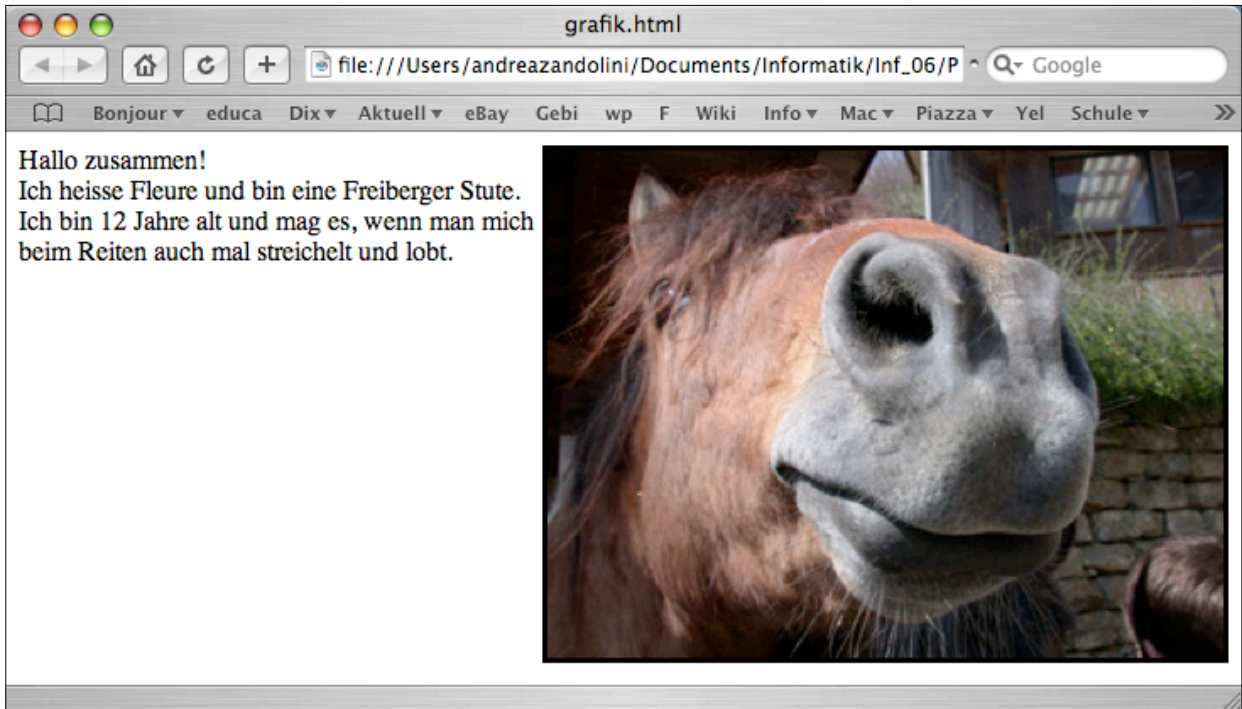 grafik.html
file:///Users/andreazandolini/Documents/Informatik/Inf_06/P
Google
Bonjour educa Dix Aktuell eBay Gebi wp F Wiki Info Mac Piazza Yel Schule
Hallo zusammen!
Ich heisse Fleure und bin eine Freiberger Stute.
Ich bin 12 Jahre alt und mag es, wenn man mich
beim Reiten auch mal streichelt und lobt.